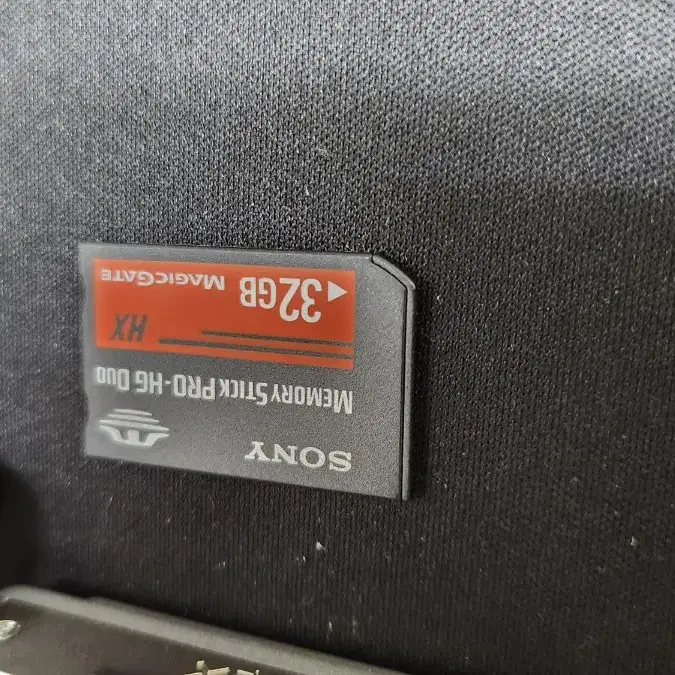 SONY
MEMORY STICK PRO-HG DUO
HX
32GB MAGICGATE